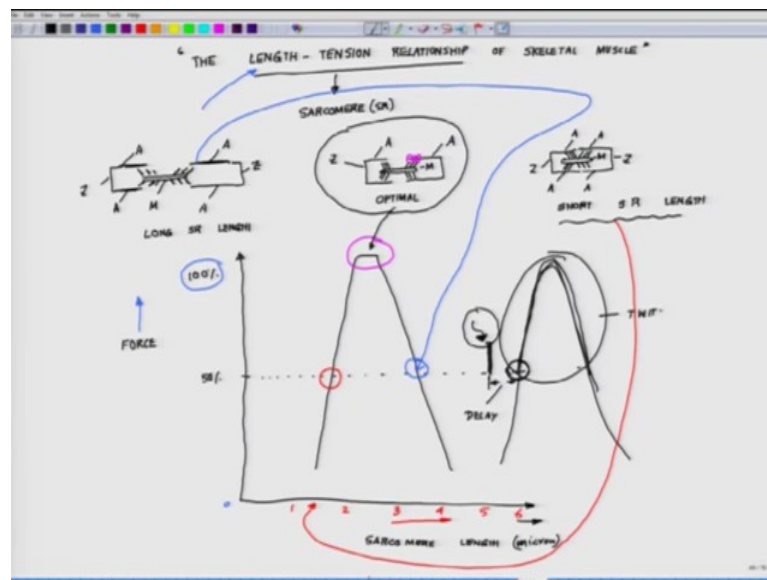 " THE LENGTH - TENSION RELATIONSHIP OF SKELETAL MUSCLE "
SARCOMERE (SR)
A A
Z Z
A M A
LONG SR LENGTH
A A
Z M
OPTIMAL
A A
Z M Z
A A
SHORT SR LENGTH
100%
FORCE
50%
TWIT-
DELAY
0 1 2 3 4 5 6
SARCOMERE LENGTH (micron)